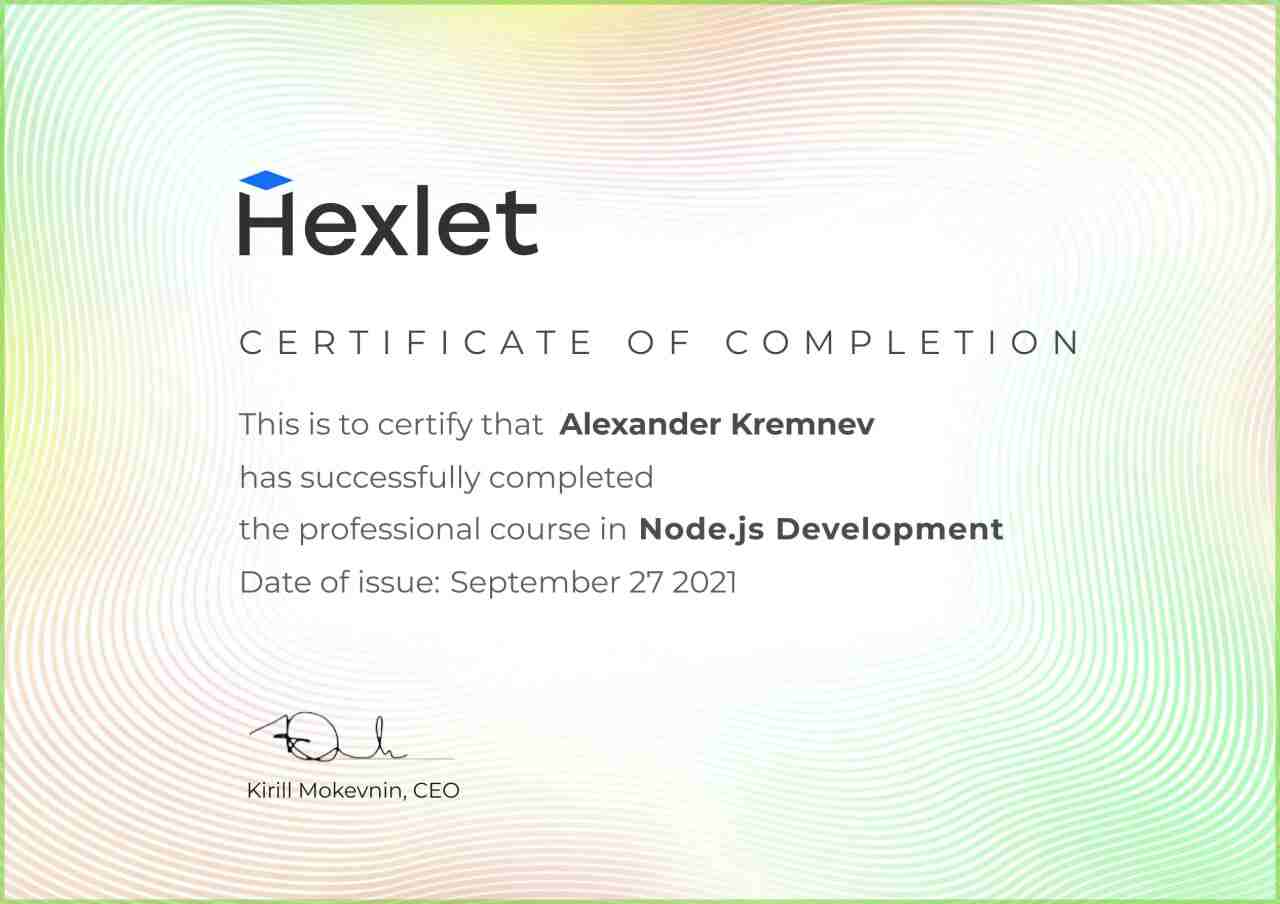 Hexlet
CERTIFICATE OF COMPLETION
This is to certify that Alexander Kremnev
has successfully completed
the professional course in Node.js Development
Date of issue: September 27 2021
Kirill Mokevnin, CEO